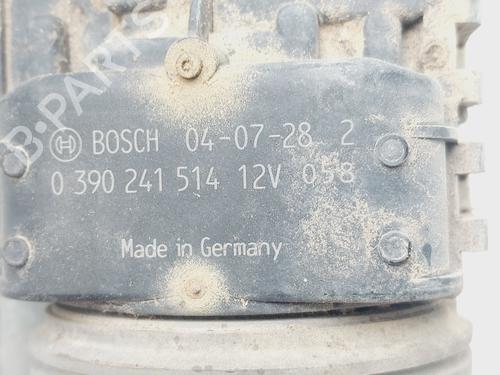 B-PARTS
BOSCH 04-07-28 2
0 390 241 514 12V 058
Made in Germany